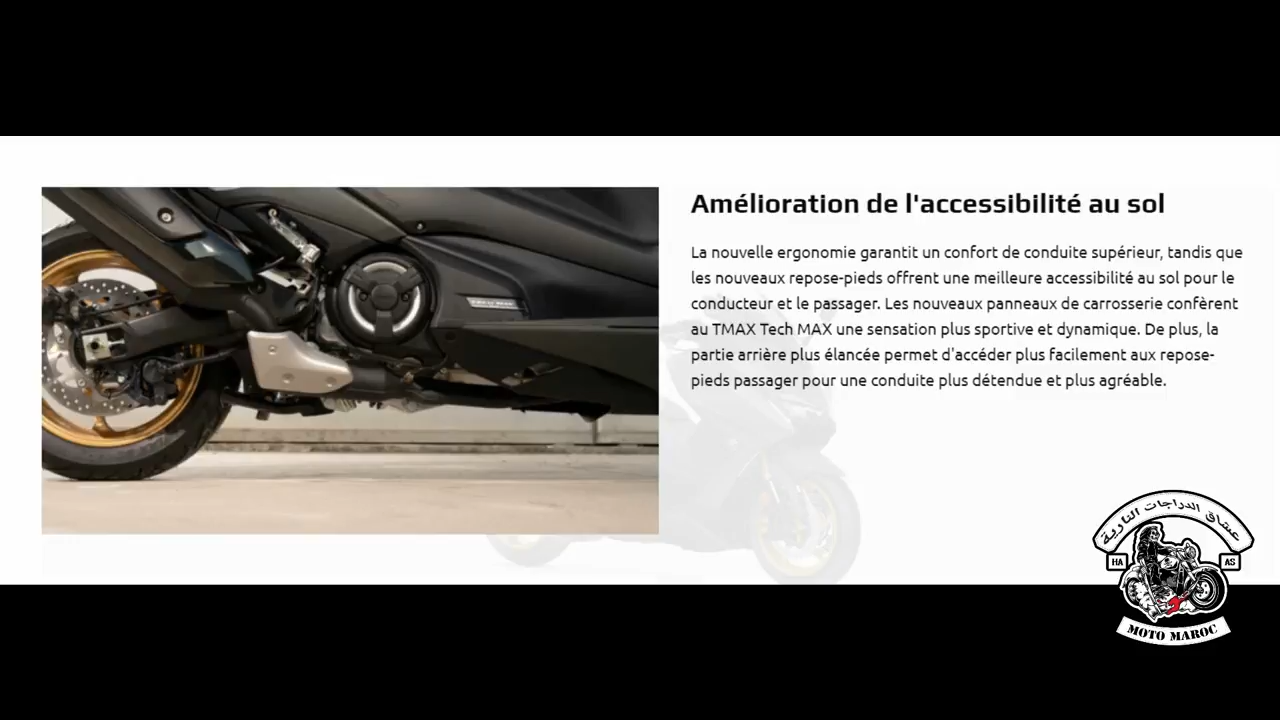 Amélioration de l'accessibilité au sol
La nouvelle ergonomie garantit un confort de conduite supérieur, tandis que
les nouveaux repose-pieds offrent une meilleure accessibilité au sol pour le
conducteur et le passager. Les nouveaux panneaux de carrosserie confèrent
au TMAX Tech MAX une sensation plus sportive et dynamique. De plus, la
partie arrière plus élancée permet d'accéder plus facilement aux repose-
pieds passager pour une conduite plus détendue et plus agréable.
عشاق الدراجات النارية
HA AS
MOTO MAROC